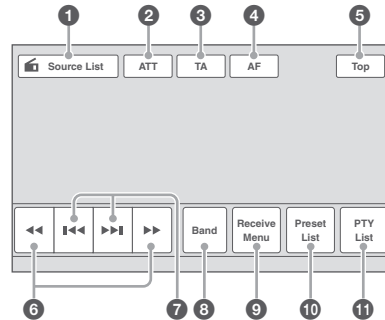 1 2 3 4 5
Source List ATT TA AF Top
Band Receive Menu Preset List PTY List
6 7 8 9 10 11